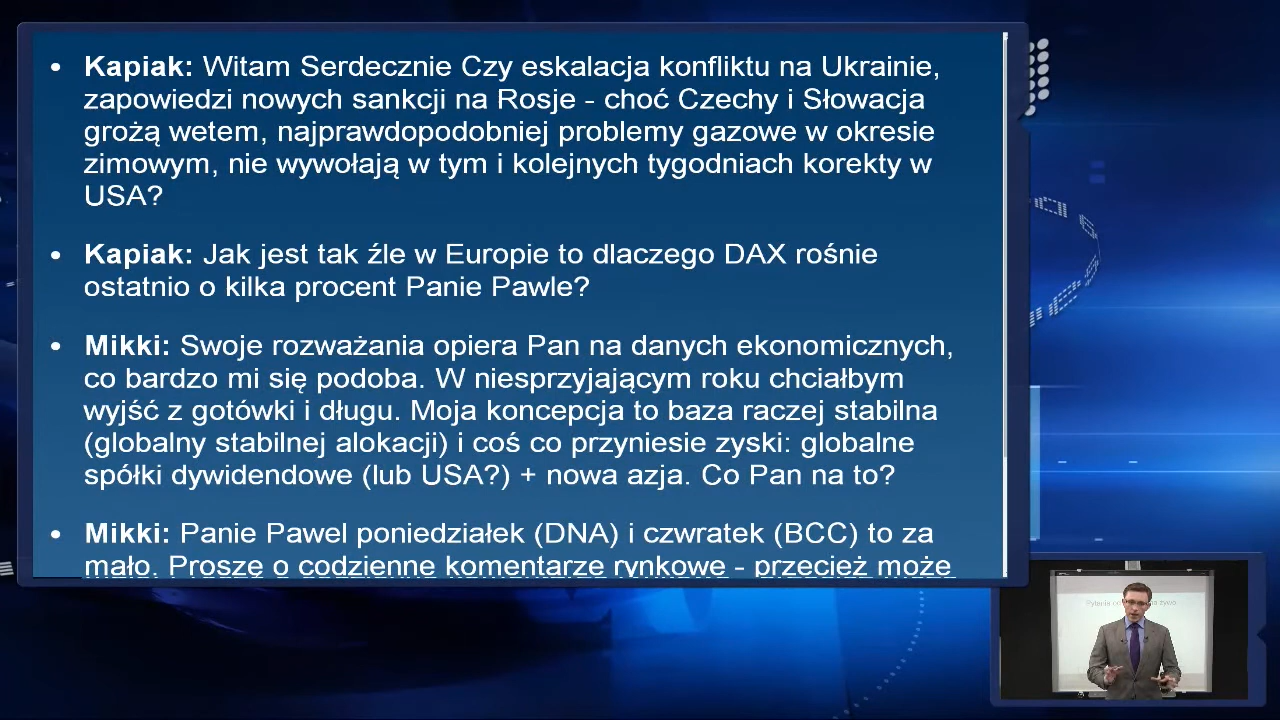 Kapiak: Witam Serdecznie Czy eskalacja konfliktu na Ukrainie,
zapowiedzi nowych sankcji na Rosje - choć Czechy i Słowacja
grożą wetem, najprawdopodobniej problemy gazowe w okresie
zimowym, nie wywołają w tym i kolejnych tygodniach korekty w
USA?
Kapiak: Jak jest tak źle w Europie to dlaczego DAX rośnie
ostatnio o kilka procent Panie Pawle?
Mikki: Swoje rozważania opiera Pan na danych ekonomicznych,
co bardzo mi się podoba. W niesprzyjającym roku chciałbym
wyjść z gotówki i długu. Moja koncepcja to baza raczej stabilna
(globalny stabilnej alokacji) i coś co przyniesie zyski: globalne
spółki dywidendowe (lub USA?) + nowa azja. Co Pan na to?
Mikki: Panie Pawel poniedziałek (DNA) i czwratek (BCC) to za
mało. Proszę o codzienne komentarze rynkowe - przecież może
Pytania